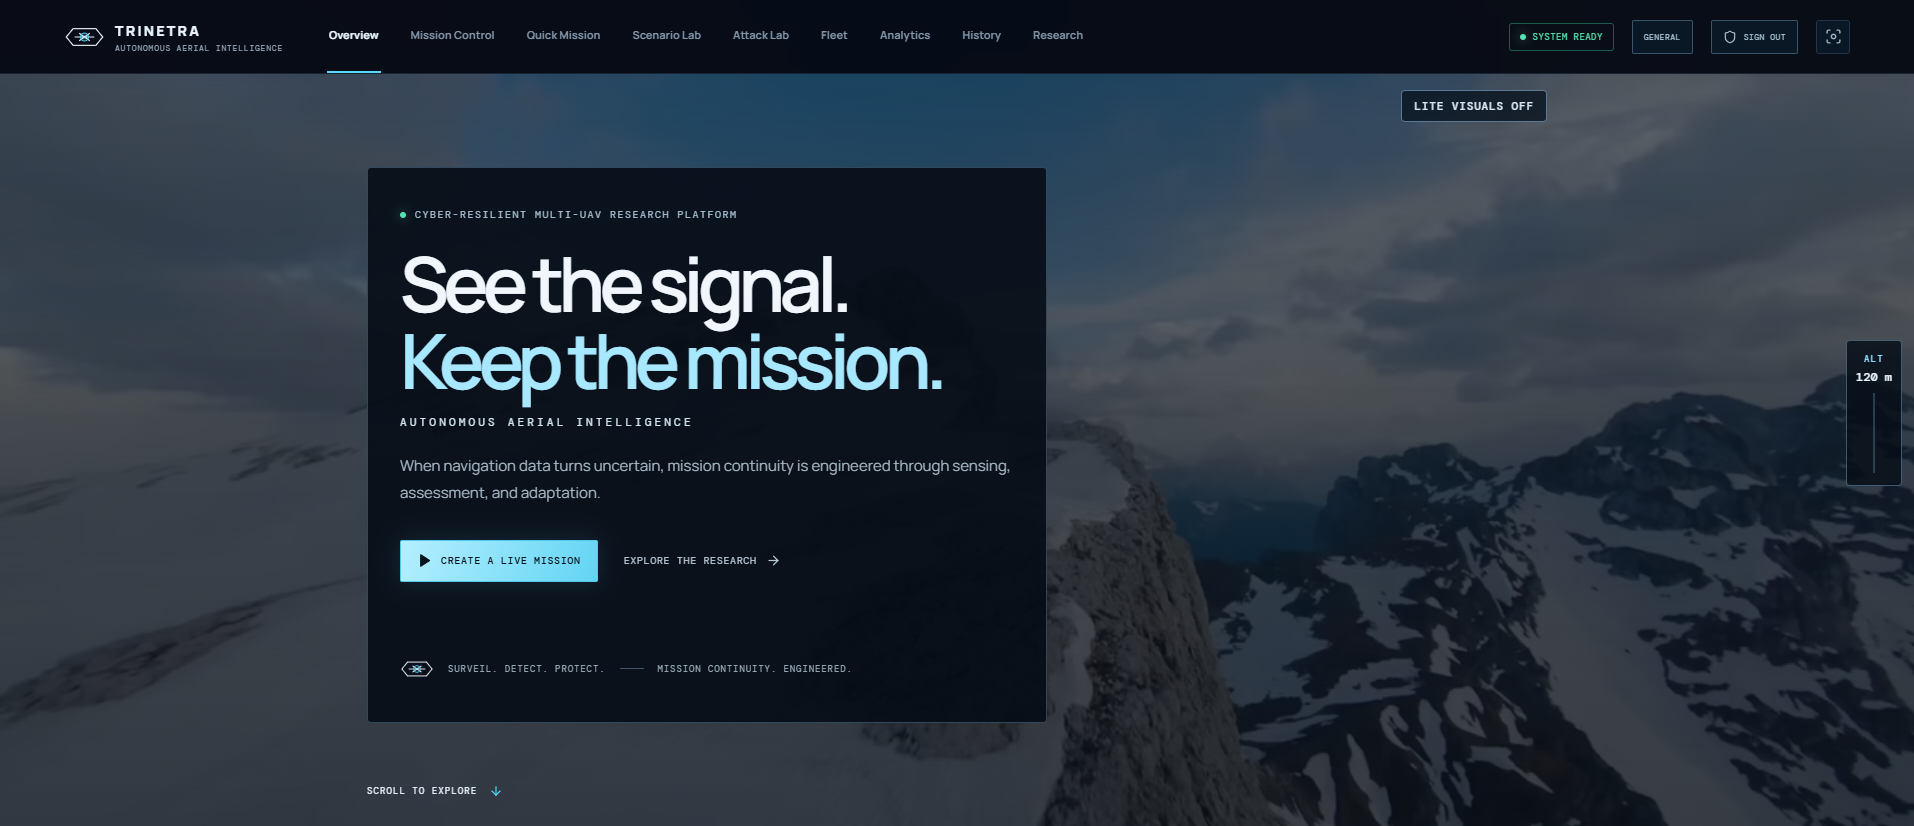 TRINETRA
AUTONOMOUS AERIAL INTELLIGENCE
Overview
Mission Control
Quick Mission
Scenario Lab
Attack Lab
Fleet
Analytics
History
Research
SYSTEM READY
GENERAL
SIGN OUT
LITE VISUALS OFF
CYBER-RESILIENT MULTI-UAV RESEARCH PLATFORM
See the signal.
Keep the mission.
AUTONOMOUS AERIAL INTELLIGENCE
When navigation data turns uncertain, mission continuity is engineered through sensing,
assessment, and adaptation.
CREATE A LIVE MISSION
EXPLORE THE RESEARCH
SURVEIL. DETECT. PROTECT.
MISSION CONTINUITY. ENGINEERED.
ALT
120 m
SCROLL TO EXPLORE